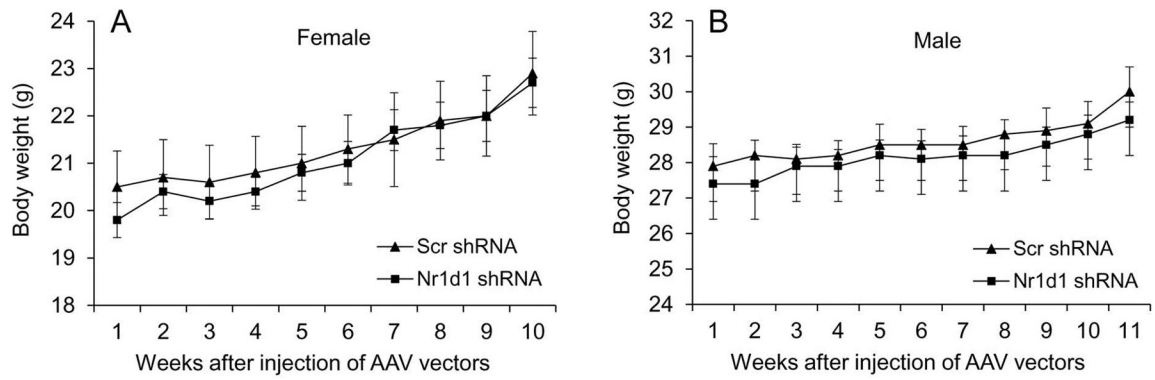 A
Female
Body weight (g)
24
23
22
21
20
19
18
Scr shRNA
Nr1d1 shRNA
1 2 3 4 5 6 7 8 9 10
Weeks after injection of AAV vectors
B
Male
Body weight (g)
32
31
30
29
28
27
26
25
24
Scr shRNA
Nr1d1 shRNA
1 2 3 4 5 6 7 8 9 10 11
Weeks after injection of AAV vectors